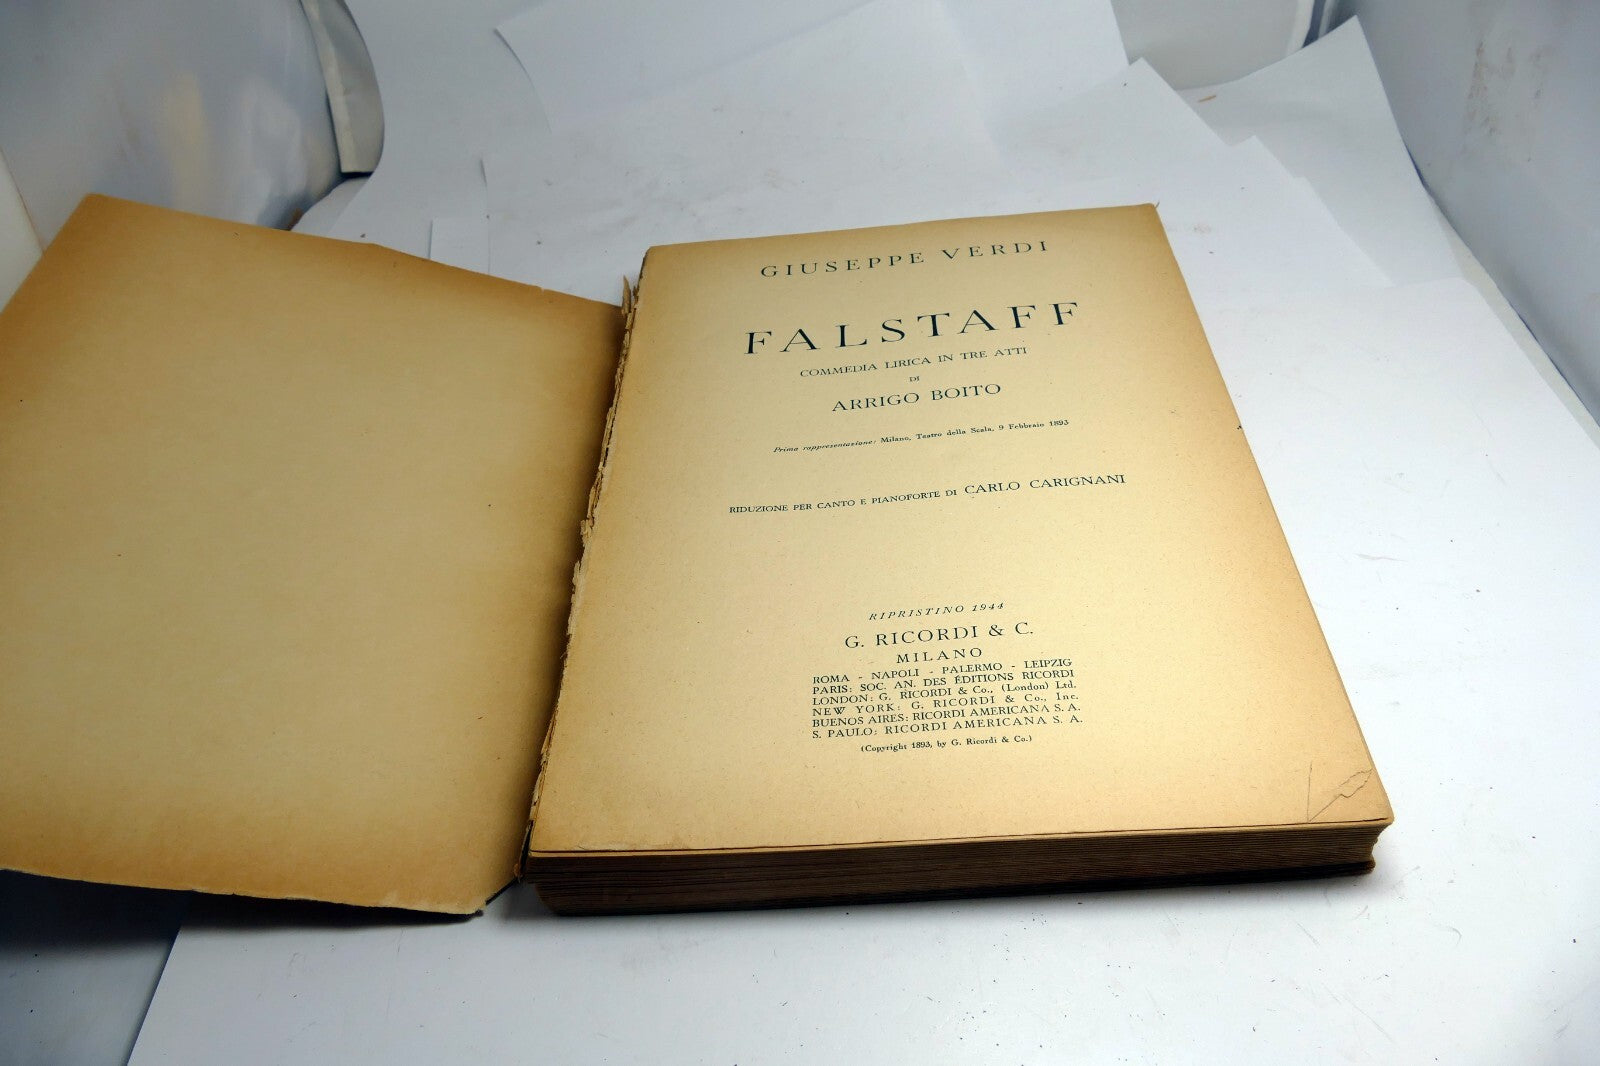 GIUSEPPE VERDI
FALSTAFF
COMMEDIA LIRICA IN TRE ATTI
DI
ARRIGO BOITO
Prima rappresentazione: Milano, Teatro della Scala, 9 Febbraio 1893
RIDUZIONE PER CANTO E PIANOFORTE DI CARLO CARIGNANI
RIPRISTINO 1944
G. RICORDI & C.
MILANO
ROMA - NAPOLI - PALERMO - LEIPZIG
PARIS: SOC. AN. DES ÉDITIONS RICORDI
LONDON: G. RICORDI & Co., (London) Ltd.
NEW YORK: G. RICORDI & Co., Inc.
BUENOS AIRES: RICORDI AMERICANA S. A.
S. PAULO: RICORDI AMERICANA S. A.
(Copyright 1893, by G. Ricordi & Co.)